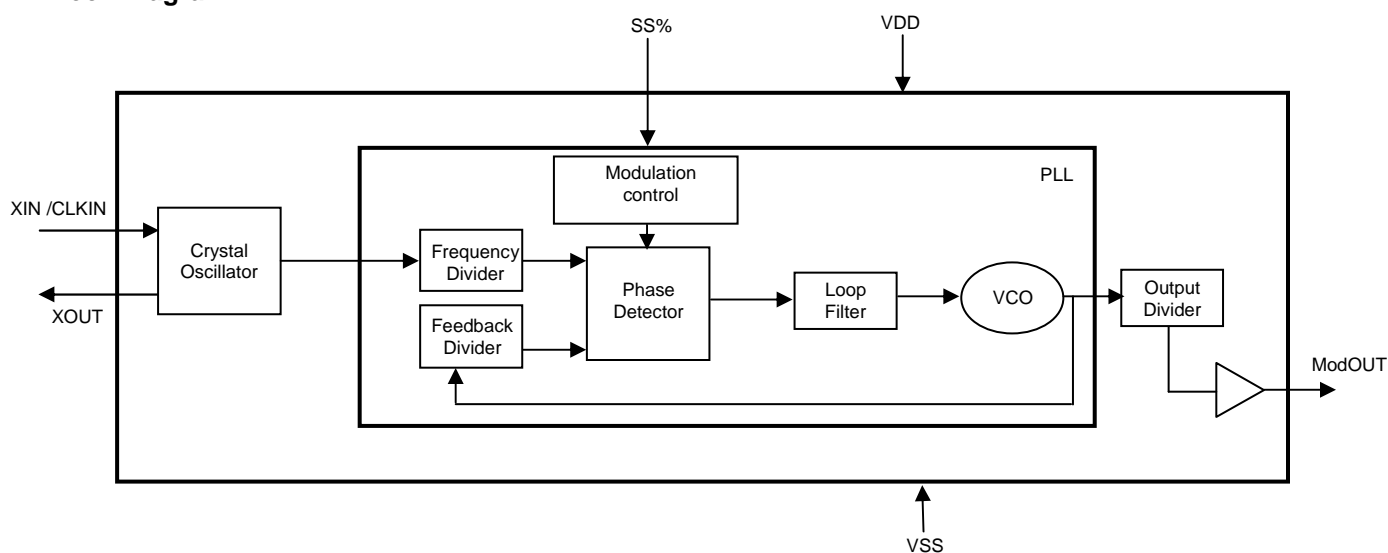 SS%
VDD
Modulation
control
PLL
XIN /CLKIN
Crystal
Oscillator
Frequency
Divider
Phase
Detector
Loop
Filter
VCO
Output
Divider
XOUT
Feedback
Divider
ModOUT
VSS